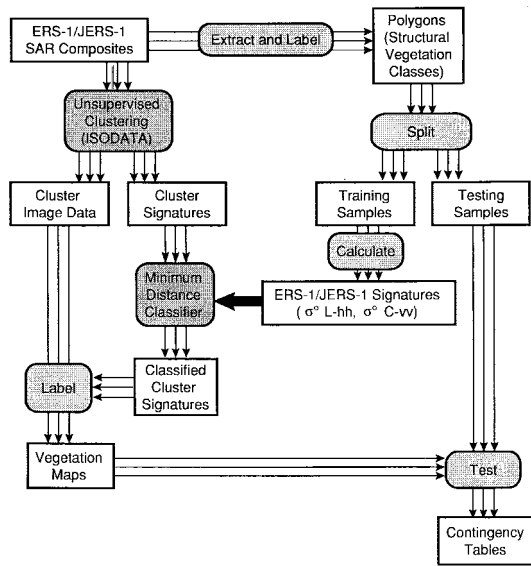 ERS-1/JERS-1
SAR Composites
Extract and Label
Polygons
(Structural
Vegetation
Classes)
Unsupervised
Clustering
(ISODATA)
Split
Cluster
Image Data
Cluster
Signatures
Training
Samples
Testing
Samples
Calculate
Minimum
Distance
Classifier
ERS-1/JERS-1 Signatures
( σ° L-hh, σ° C-vv)
Label
Classified
Cluster
Signatures
Vegetation
Maps
Test
Contingency
Tables